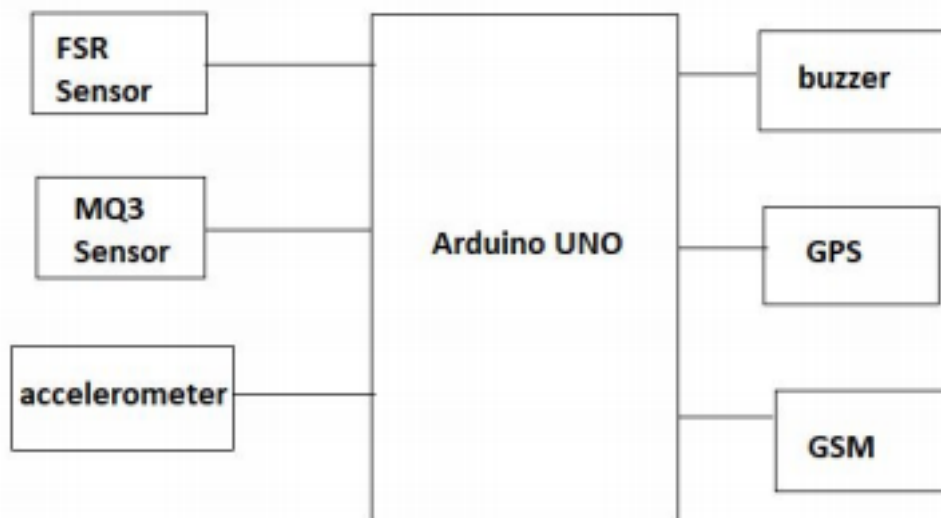 FSR
Sensor
MQ3
Sensor
accelerometer
Arduino UNO
buzzer
GPS
GSM